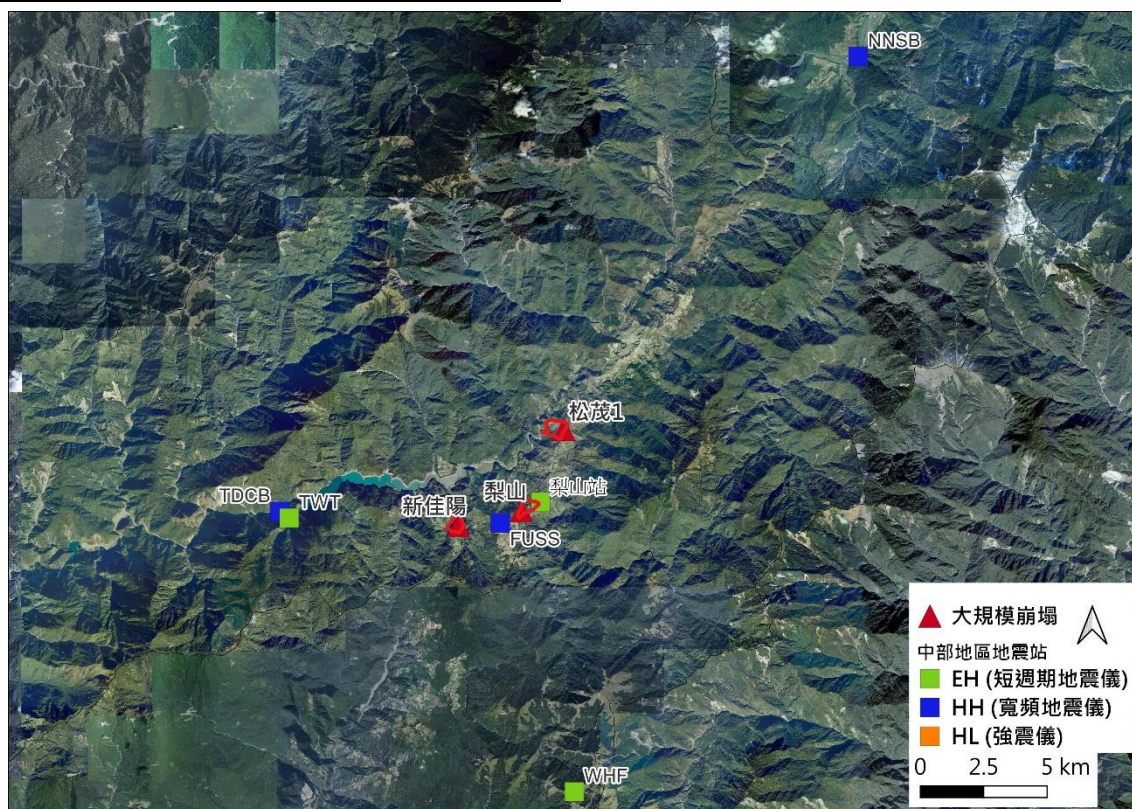 NNSB
松茂1
TDCB
TWT
新佳陽
梨山
梨山站
FUSS
WHF
大規模崩塌
中部地區地震站
EH (短週期地震儀)
HH (寬頻地震儀)
HL (強震儀)
0 2.5 5 km